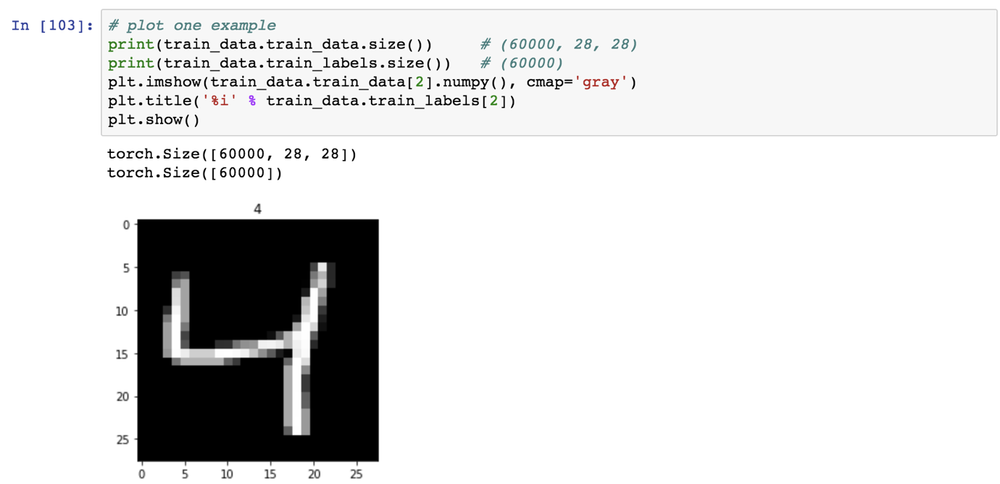 In [103]: # plot one example
print(train_data.train_data.size())     # (60000, 28, 28)
print(train_data.train_labels.size())   # (60000)
plt.imshow(train_data.train_data[2].numpy(), cmap='gray')
plt.title('%i' % train_data.train_labels[2])
plt.show()
torch.Size([60000, 28, 28])
torch.Size([60000])
4
0
5
10
15
20
25
0 5 10 15 20 25
4